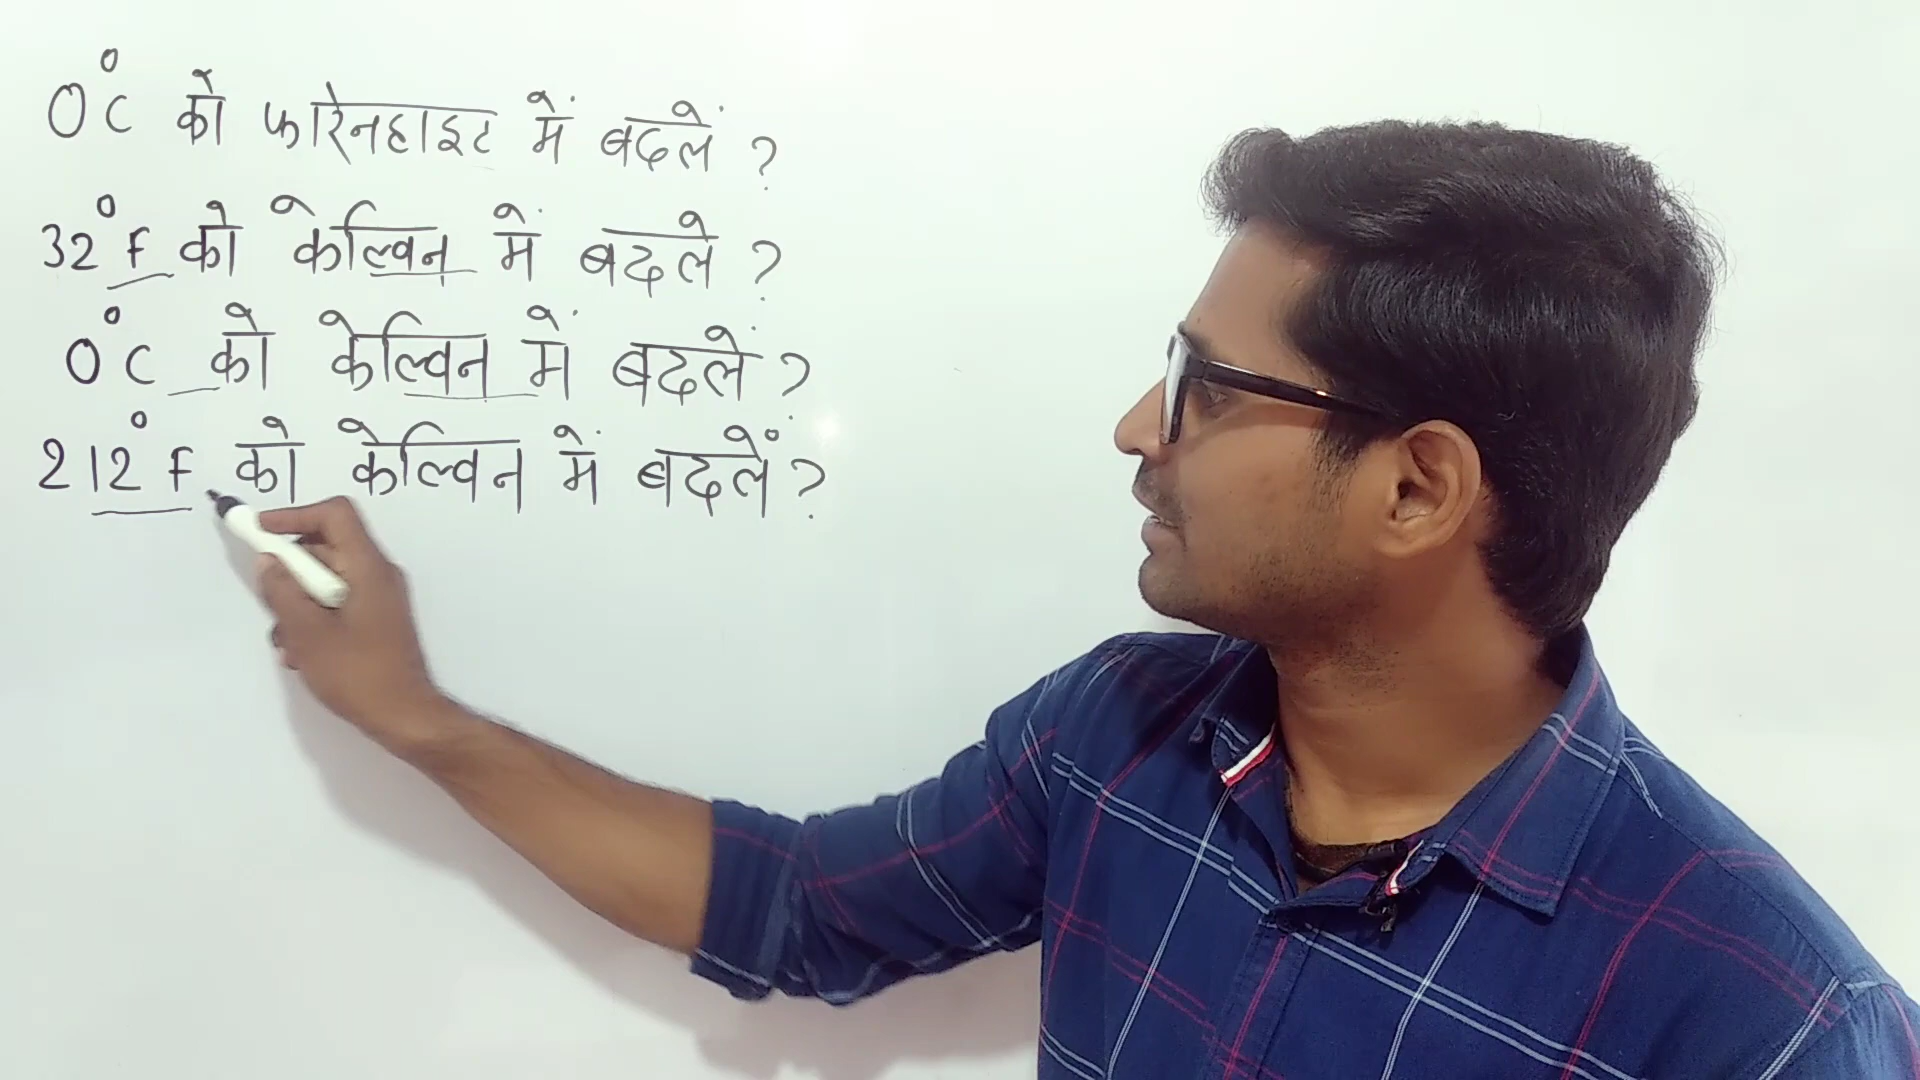 0°C को फारेनहाइट में बदलें ?
32°F को केल्विन में बदले ?
0°C को केल्विन में बदलें ?
212°F को केल्विन में बदलें ?